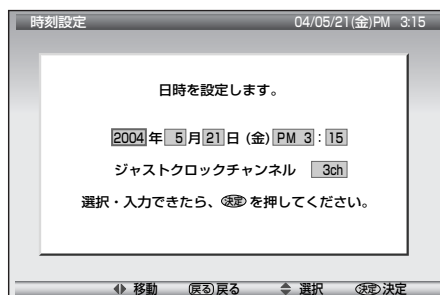 時刻設定 04/05/21(金)PM 3:15
日時を設定します。
2004年 5月21日 (金) PM 3:15
ジャストクロックチャンネル 3ch
選択・入力できたら、決定を押してください。
移動 戻る 戻る 選択 決定 決定